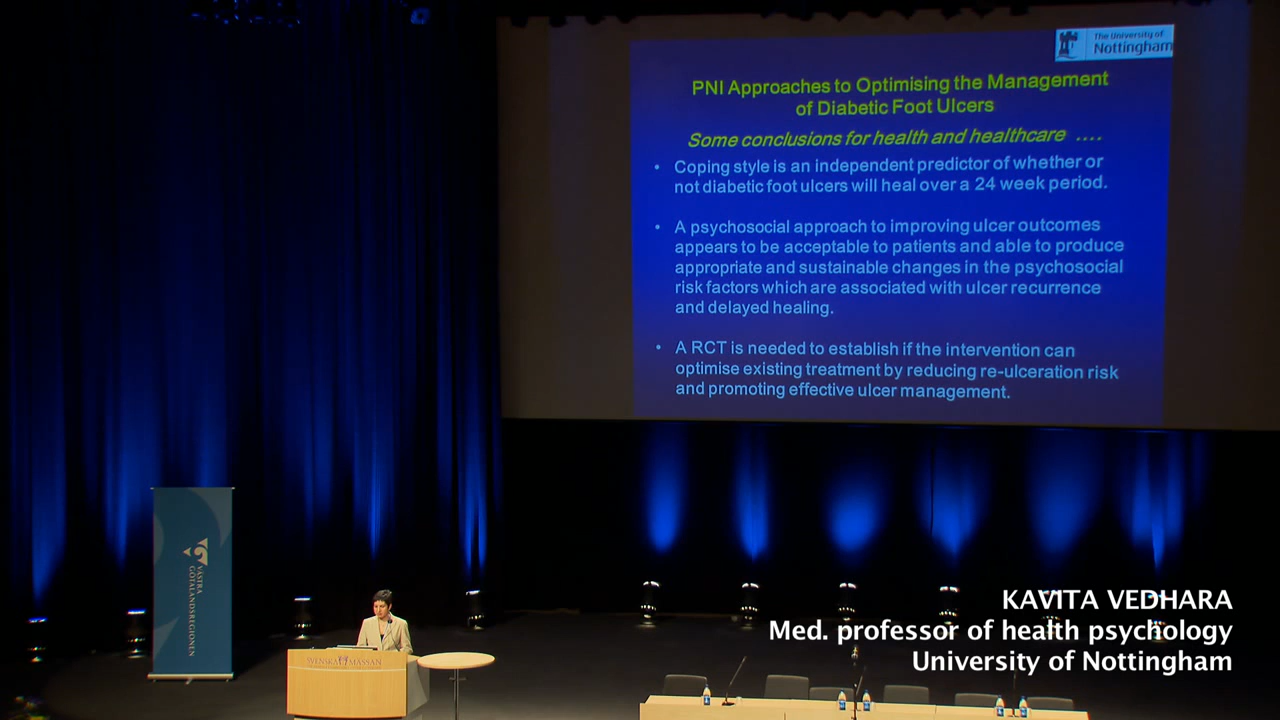 The University of
Nottingham
PNI Approaches to Optimising the Management
of Diabetic Foot Ulcers
Some conclusions for health and healthcare ....
• Coping style is an independent predictor of whether or
not diabetic foot ulcers will heal over a 24 week period.
• A psychosocial approach to improving ulcer outcomes
appears to be acceptable to patients and able to produce
appropriate and sustainable changes in the psychosocial
risk factors which are associated with ulcer recurrence
and delayed healing.
• A RCT is needed to establish if the intervention can
optimise existing treatment by reducing re-ulceration risk
and promoting effective ulcer management.
VÄSTRA
GÖTALANDSREGIONEN
KAVITA VEDHARA
Med. professor of health psychology
University of Nottingham